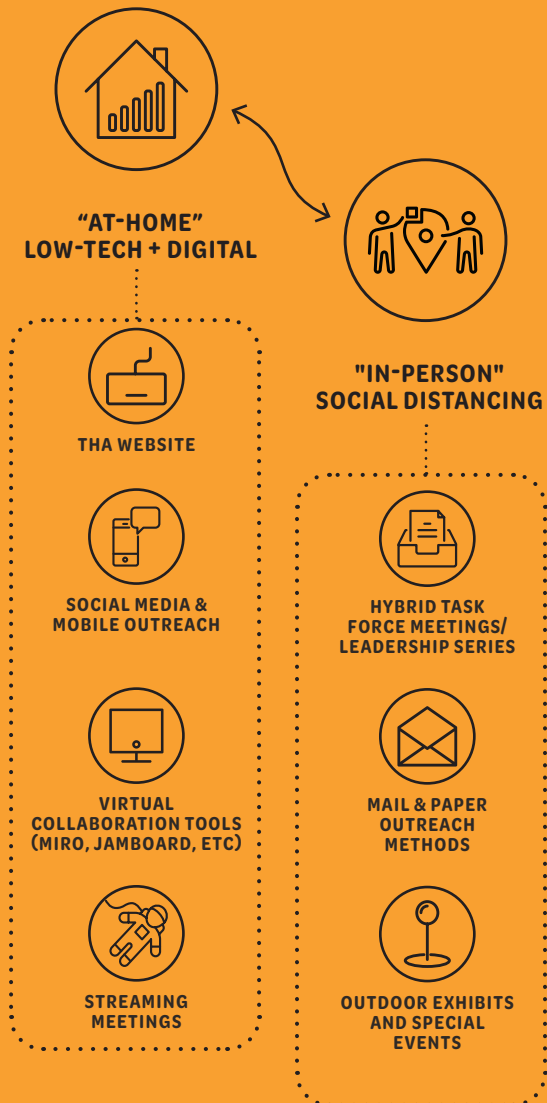 “AT-HOME”
LOW-TECH + DIGITAL
THA WEBSITE
SOCIAL MEDIA &
MOBILE OUTREACH
VIRTUAL
COLLABORATION TOOLS
(MIRO, JAMBOARD, ETC)
STREAMING
MEETINGS
"IN-PERSON"
SOCIAL DISTANCING
HYBRID TASK
FORCE MEETINGS/
LEADERSHIP SERIES
MAIL & PAPER
OUTREACH
METHODS
OUTDOOR EXHIBITS
AND SPECIAL
EVENTS